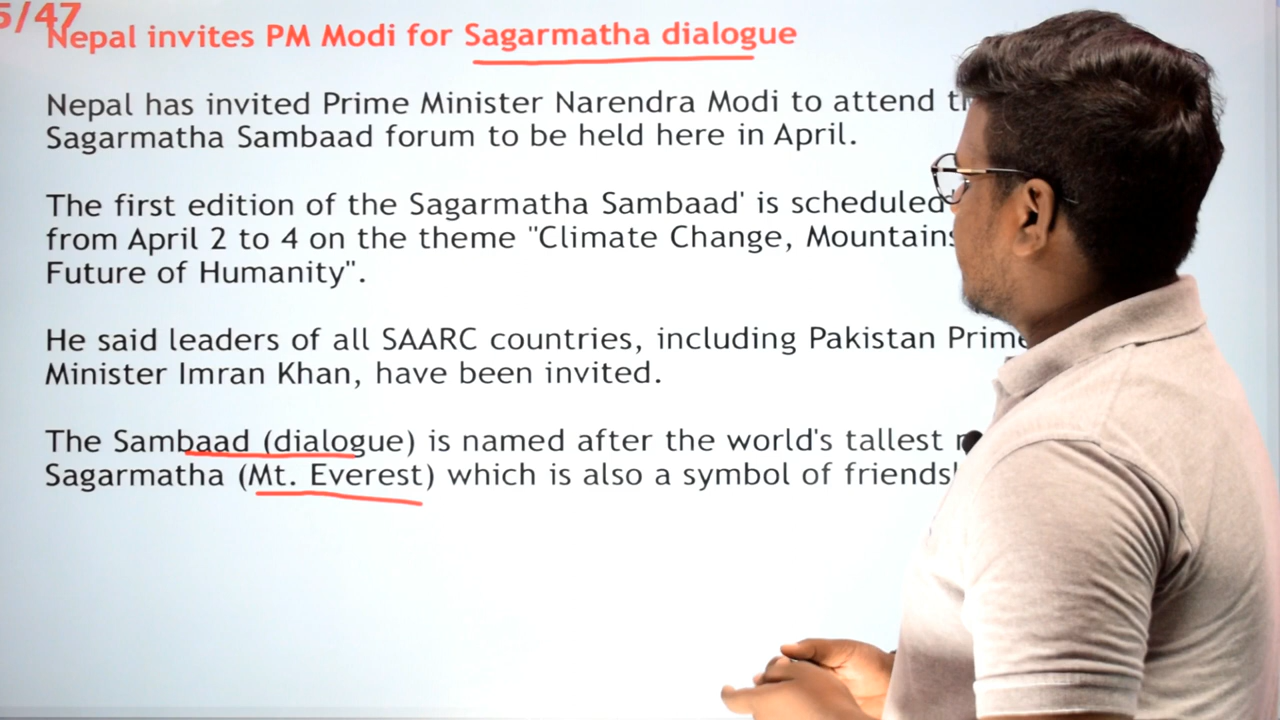 5/47
Nepal invites PM Modi for Sagarmatha dialogue
Nepal has invited Prime Minister Narendra Modi to attend
Sagarmatha Sambaad forum to be held here in April.
The first edition of the Sagarmatha Sambaad' is scheduled
from April 2 to 4 on the theme "Climate Change, Mountains
Future of Humanity".
He said leaders of all SAARC countries, including Pakistan Prime
Minister Imran Khan, have been invited.
The Sambaad (dialogue) is named after the world's tallest
Sagarmatha (Mt. Everest) which is also a symbol of